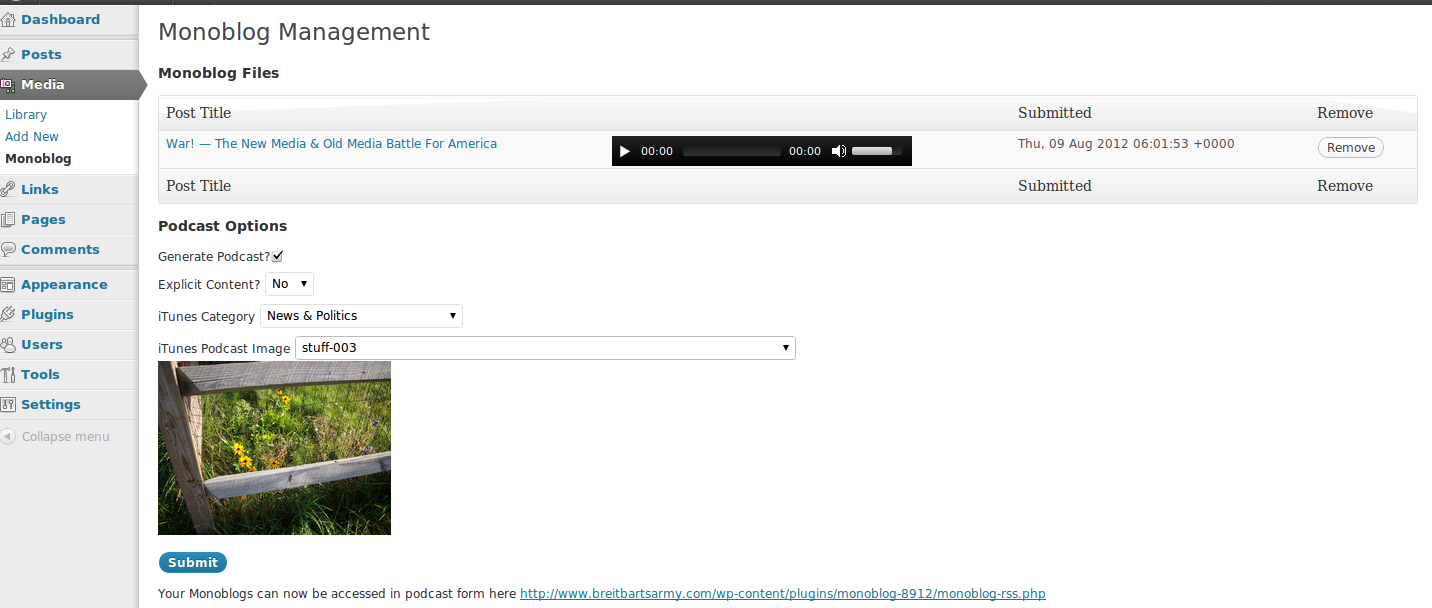 Dashboard
Posts
Media
Library
Add New
Monoblog
Links
Pages
Comments
Appearance
Plugins
Users
Tools
Settings
Collapse menu
Monoblog Management
Monoblog Files
Post Title Submitted Remove
War! — The New Media & Old Media Battle For America 00:00 00:00 Thu, 09 Aug 2012 06:01:53 +0000 Remove
Post Title Submitted Remove
Podcast Options
Generate Podcast?
Explicit Content? No
iTunes Category News & Politics
iTunes Podcast Image stuff-003
Submit
Your Monoblogs can now be accessed in podcast form here http://www.breitbartsarmy.com/wp-content/plugins/monoblog-8912/monoblog-rss.php